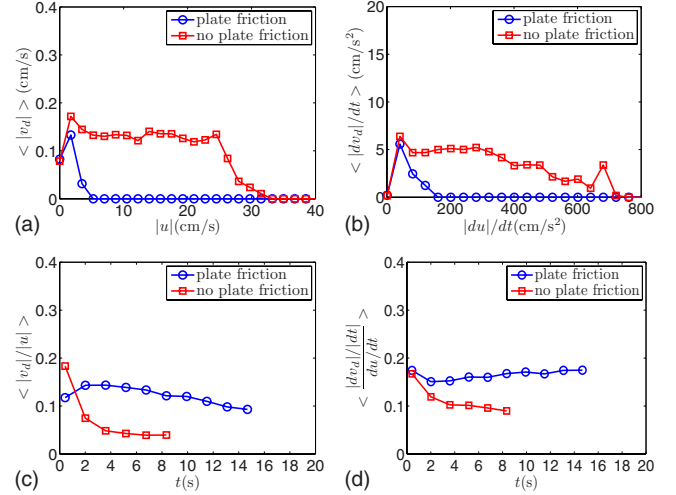 plate friction
no plate friction
0.4
0.3
0.2
0.1
0
0 10 20 30 40
< |v_d| > (cm/s)
|u|(cm/s)
(a)
plate friction
no plate friction
20
15
10
5
0
0 200 400 600 800
< |dv_d|/dt > (cm/s²)
|du|/dt(cm/s²)
(b)
plate friction
no plate friction
0.4
0.3
0.2
0.1
0
0 2 4 6 8 10 12 14 16 18 20
< |v_d|/|u| >
t(s)
(c)
plate friction
no plate friction
0.4
0.3
0.2
0.1
0
0 2 4 6 8 10 12 14 16 18 20
< |dv_d|/|dt| / du/dt >
t(s)
(d)